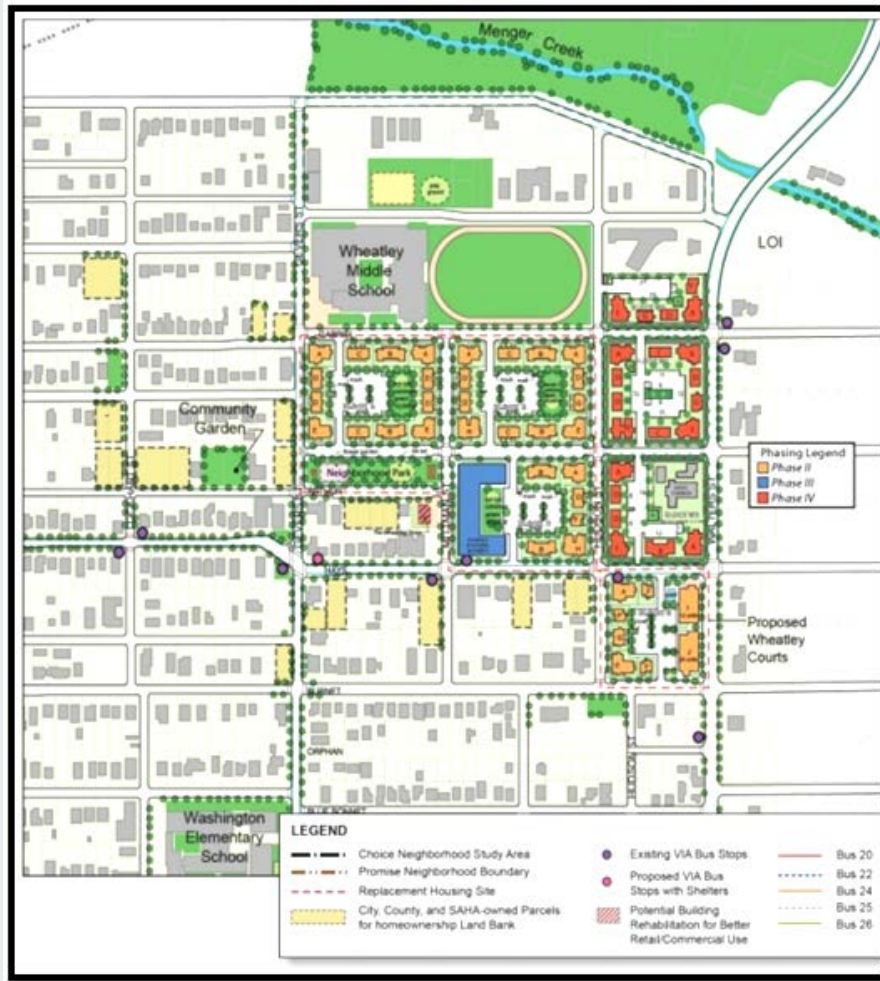 Menger Creek
LOI
Wheatley
Middle
School
Community
Garden
Neighborhood Park
Phasing Legend
Phase II
Phase III
Phase IV
Proposed
Wheatley
Courts
BURNET
ORPHAN
Washington
Elementary
School
LEGEND
Choice Neighborhood Study Area
Promise Neighborhood Boundary
Replacement Housing Site
City, County, and SAHA-owned Parcels
for homeownership Land Bank
Existing VIA Bus Stops
Proposed VIA Bus
Stops with Shelters
Potential Building
Rehabilitation for Better
Retail/Commercial Use
Bus 20
Bus 22
Bus 24
Bus 25
Bus 26